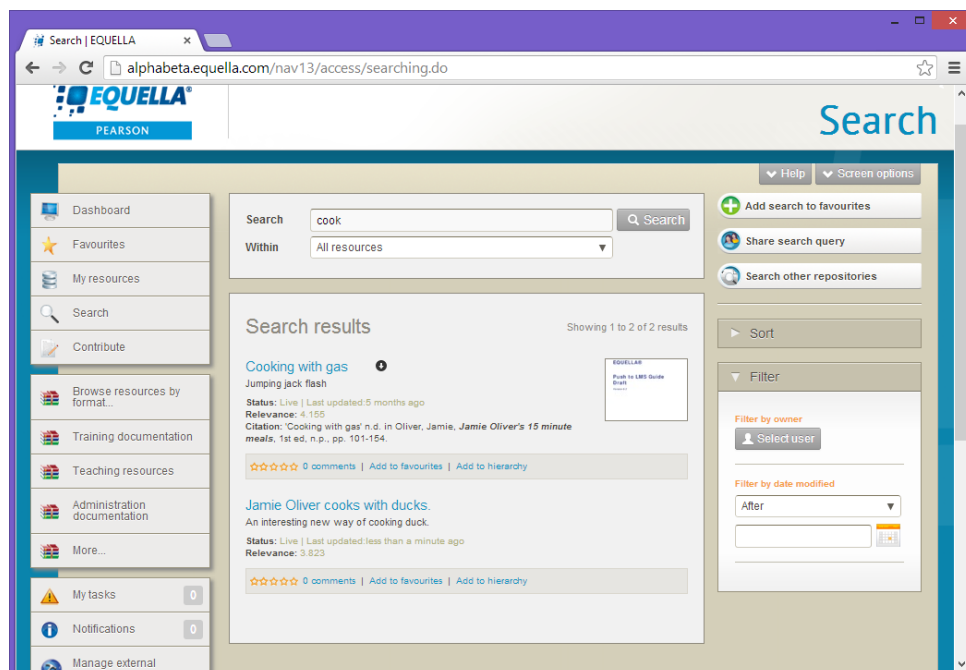 Search | EQUELLA
alphabeta.equella.com/nav13/access/searching.do
EQUELLA®
PEARSON
Search
Help
Screen options
Dashboard
Favourites
My resources
Search
Contribute
Browse resources by
format...
Training documentation
Teaching resources
Administration
documentation
More...
My tasks 0
Notifications 0
Manage external
Search cook Search
Within All resources
Search results
Showing 1 to 2 of 2 results
Cooking with gas
Jumping jack flash
Status: Live | Last updated:5 months ago
Relevance: 4.155
Citation: 'Cooking with gas' n.d. in Oliver, Jamie, Jamie Oliver's 15 minute
meals, 1st ed, n.p., pp. 101-154.
EQUELLA®
Push to LMS Guide
Draft
0 comments | Add to favourites | Add to hierarchy
Jamie Oliver cooks with ducks.
An interesting new way of cooking duck.
Status: Live | Last updated:less than a minute ago
Relevance: 3.823
0 comments | Add to favourites | Add to hierarchy
Add search to favourites
Share search query
Search other repositories
Sort
Filter
Filter by owner
Select user
Filter by date modified
After